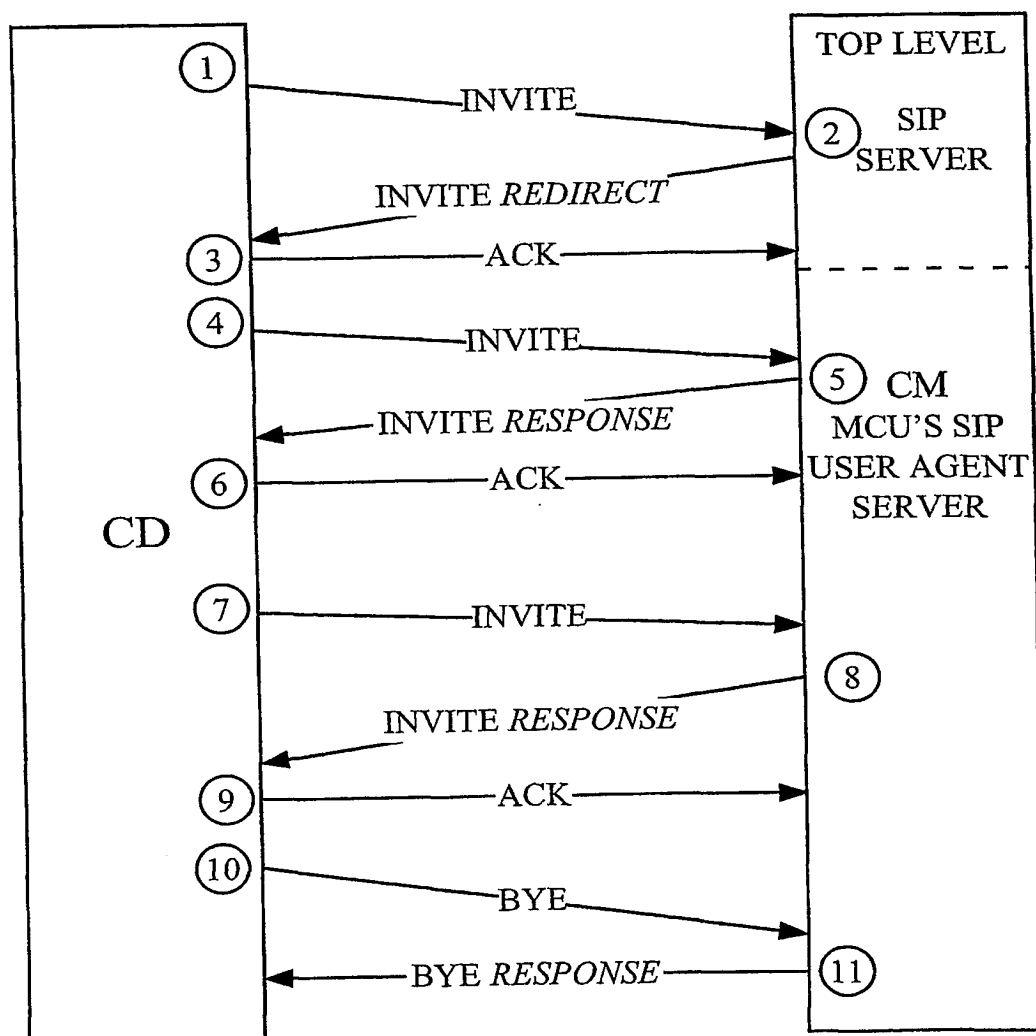 TOP LEVEL
1
INVITE
2
SIP
SERVER
INVITE REDIRECT
3
ACK
4
INVITE
5
CM
INVITE RESPONSE
MCU'S SIP
USER AGENT
SERVER
6
ACK
CD
7
INVITE
8
INVITE RESPONSE
9
ACK
10
BYE
BYE RESPONSE
11